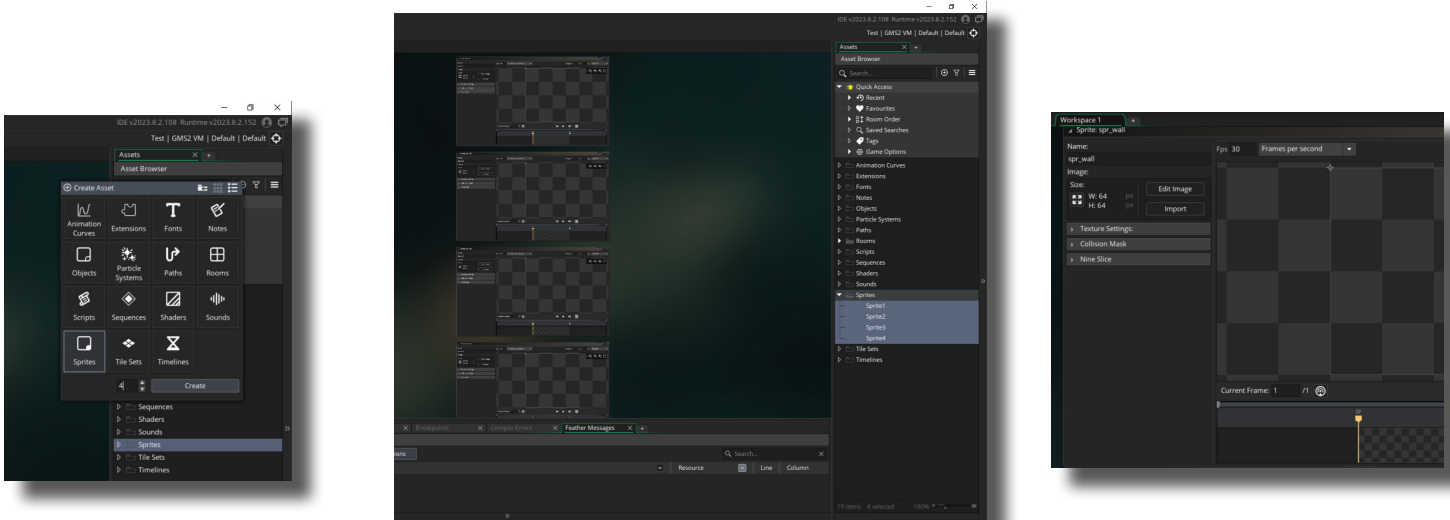 IDE v2023.8.2.108 Runtime v2023.8.2.152
Test | GMS2 VM | Default | Default
Assets
Asset Browser
Create Asset
Animation Curves
Extensions
Fonts
Notes
Objects
Particle Systems
Paths
Rooms
Scripts
Sequences
Shaders
Sounds
Sprites
Tile Sets
Timelines
4
Create
Sequences
Shaders
Sounds
Sprites
Tile Sets
Timelines
IDE v2023.8.2.108 Runtime v2023.8.2.152
Test | GMS2 VM | Default | Default
Assets
Asset Browser
Search...
Quick Access
Recent
Favourites
Room Order
Saved Searches
Tags
Game Options
Animation Curves
Extensions
Fonts
Notes
Objects
Particle Systems
Paths
Rooms
Scripts
Sequences
Shaders
Sounds
Sprites
Sprite1
Sprite2
Sprite3
Sprite4
Tile Sets
Timelines
Breakpoints
Compile Errors
Feather Messages
ions
Search...
Resource
Line
Column
19 items 4 selected
100%
Workspace 1
Sprite: spr_wall
Name:
spr_wall
Image:
Size:
W: 64 px
H: 64 px
Edit Image
Import
Texture Settings:
Collision Mask
Nine Slice
Fps 30 Frames per second
Current Frame: 1 /1
0f